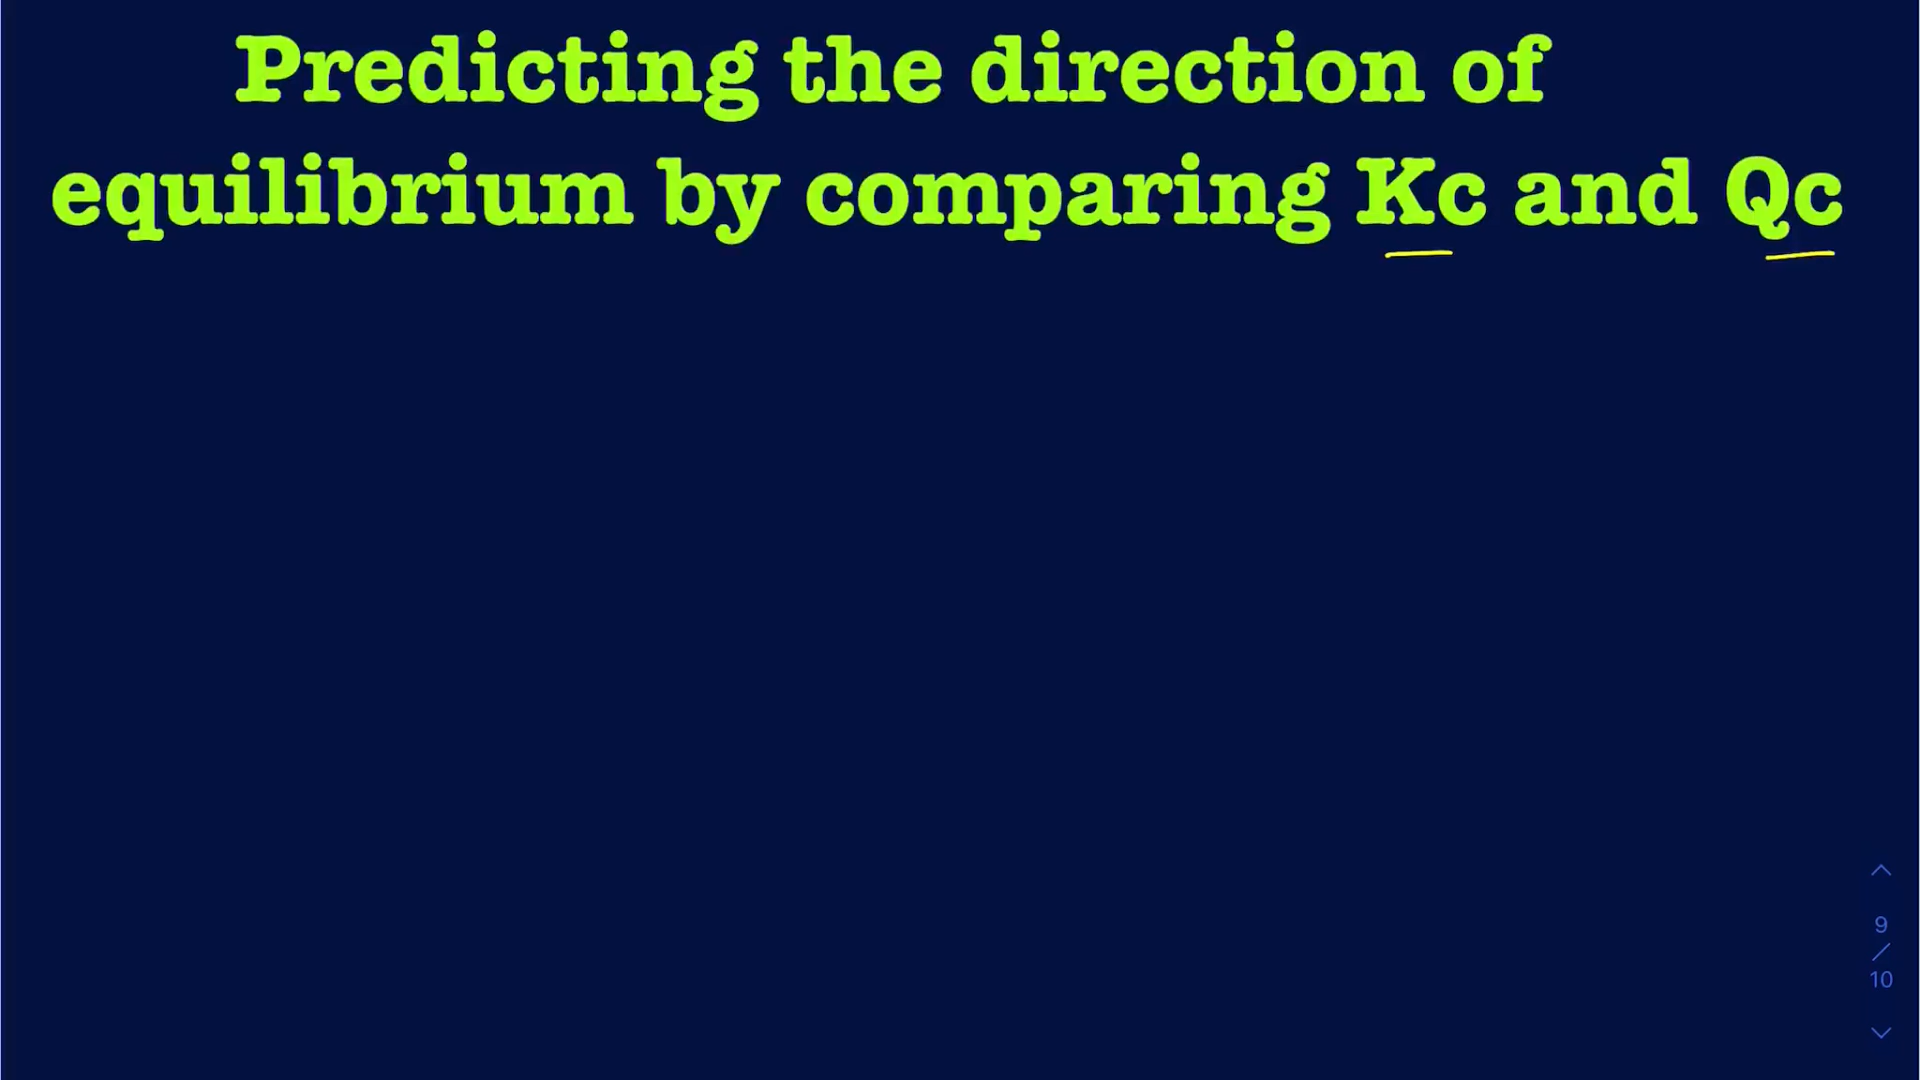 Predicting the direction of
equilibrium by comparing Kc and Qc
9
/
10